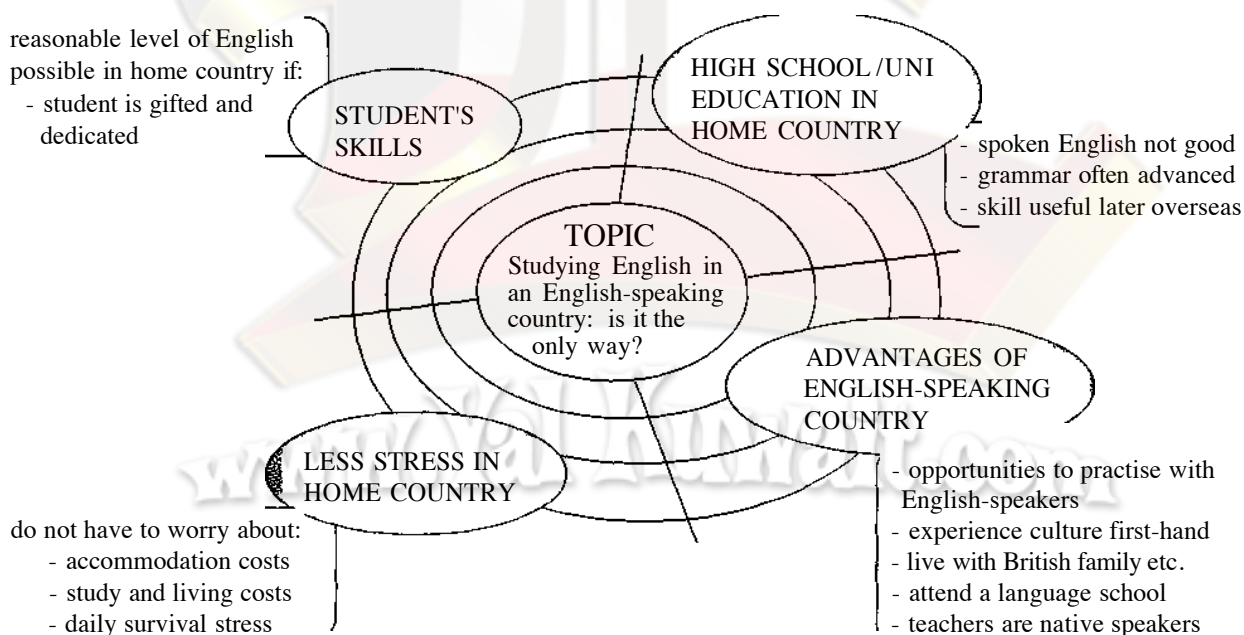 reasonable level of English
possible in home country if:
- student is gifted and
dedicated
STUDENT'S
SKILLS
HIGH SCHOOL /UNI
EDUCATION IN
HOME COUNTRY
- spoken English not good
- grammar often advanced
- skill useful later overseas
TOPIC
Studying English in
an English-speaking
country: is it the
only way?
ADVANTAGES OF
ENGLISH-SPEAKING
COUNTRY
- opportunities to practise with
English-speakers
- experience culture first-hand
- live with British family etc.
- attend a language school
- teachers are native speakers
LESS STRESS IN
HOME COUNTRY
do not have to worry about:
- accommodation costs
- study and living costs
- daily survival stress